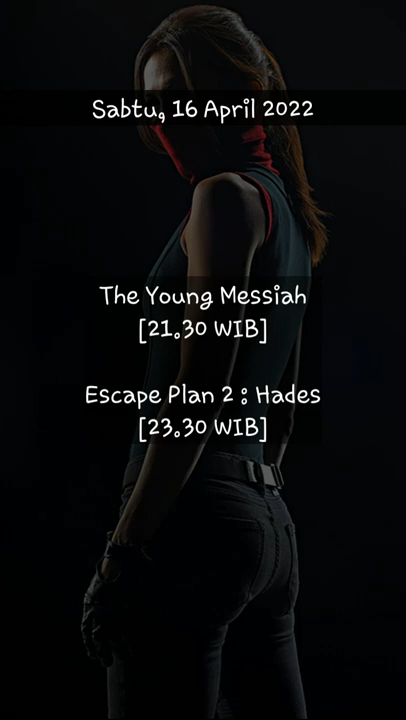 Sabtu, 16 April 2022
The Young Messiah
[21.30 WIB]
Escape Plan 2 : Hades
[23.30 WIB]